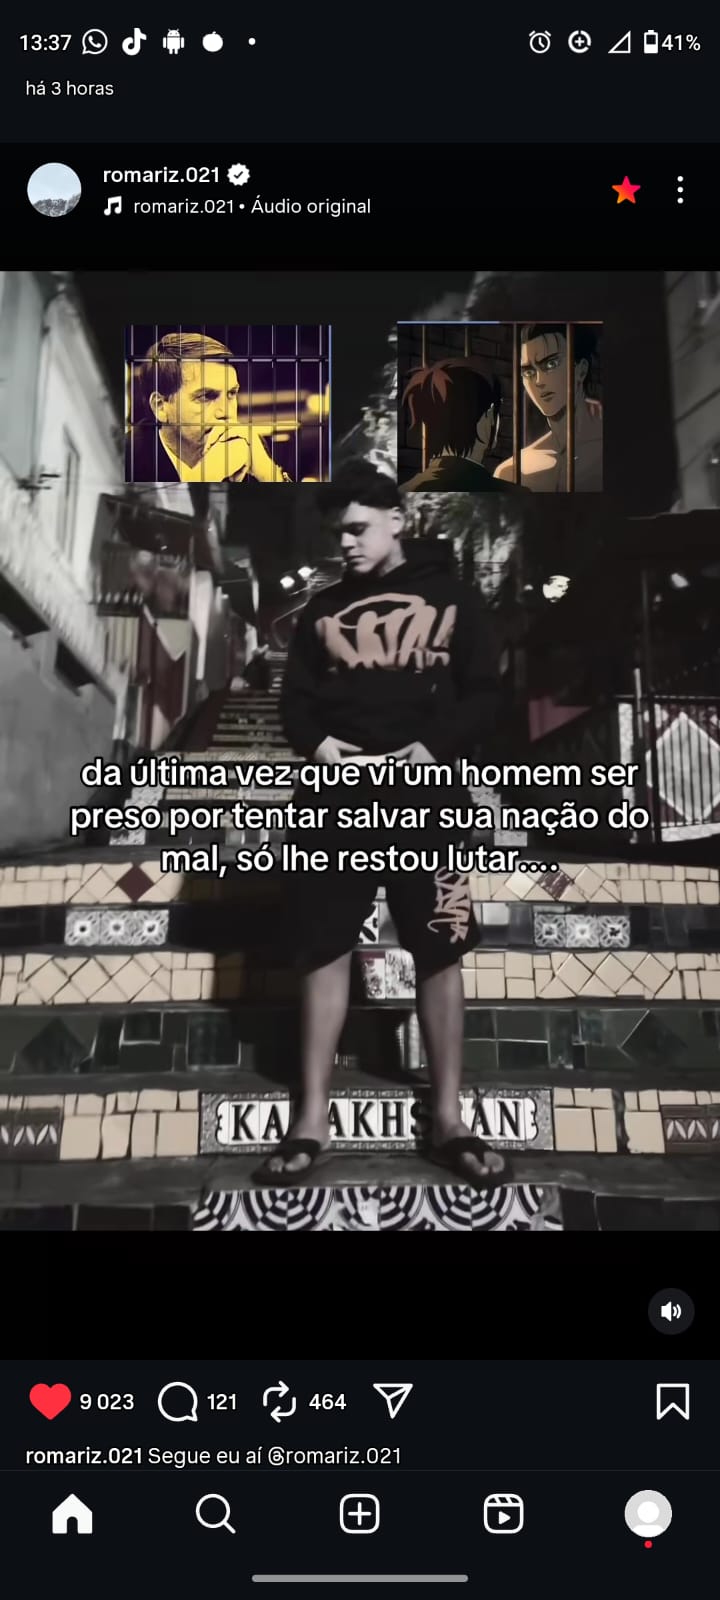 13:37
41%
há 3 horas
romariz.021
romariz.021 • Áudio original
da última vez que vi um homem ser
preso por tentar salvar sua nação do
mal, só lhe restou lutar....
9 023
121
464
romariz.021 Segue eu aí @romariz.021